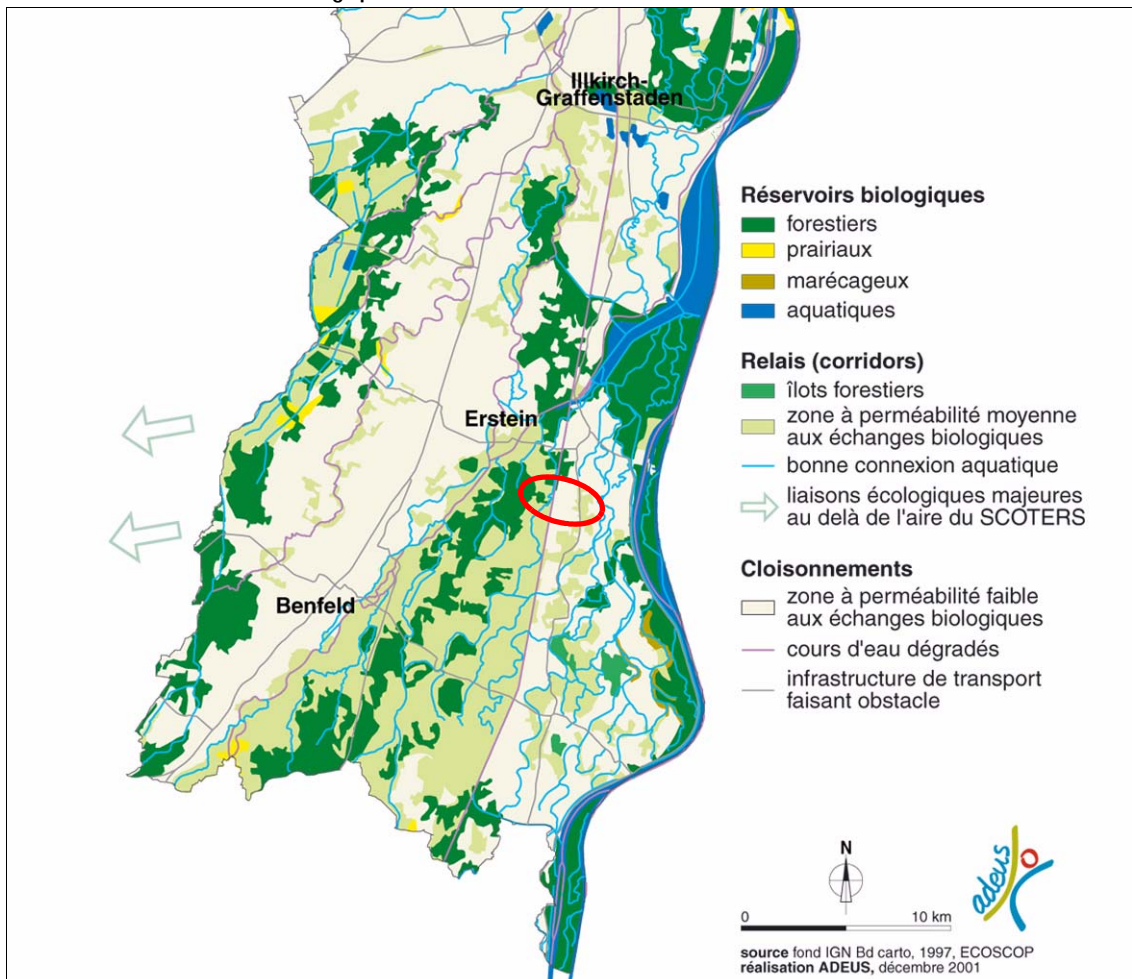 Illkirch-
Graffenstaden
Erstein
Benfeld
Réservoirs biologiques
forestiers
prairiaux
marécageux
aquatiques
Relais (corridors)
îlots forestiers
zone à perméabilité moyenne
aux échanges biologiques
bonne connexion aquatique
liaisons écologiques majeures
au delà de l'aire du SCOTERS
Cloisonnements
zone à perméabilité faible
aux échanges biologiques
cours d'eau dégradés
infrastructure de transport
faisant obstacle
N
adeus
0 10 km
source fond IGN Bd carto, 1997, ECOSCOP
réalisation ADEUS, décembre 2001